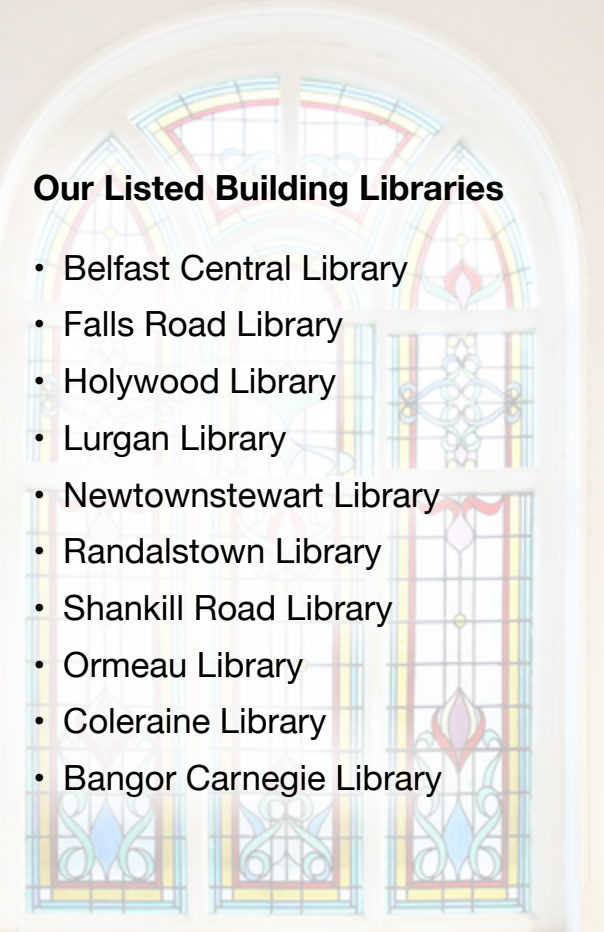 Our Listed Building Libraries
• Belfast Central Library
• Falls Road Library
• Holywood Library
• Lurgan Library
• Newtownstewart Library
• Randalstown Library
• Shankill Road Library
• Ormeau Library
• Coleraine Library
• Bangor Carnegie Library